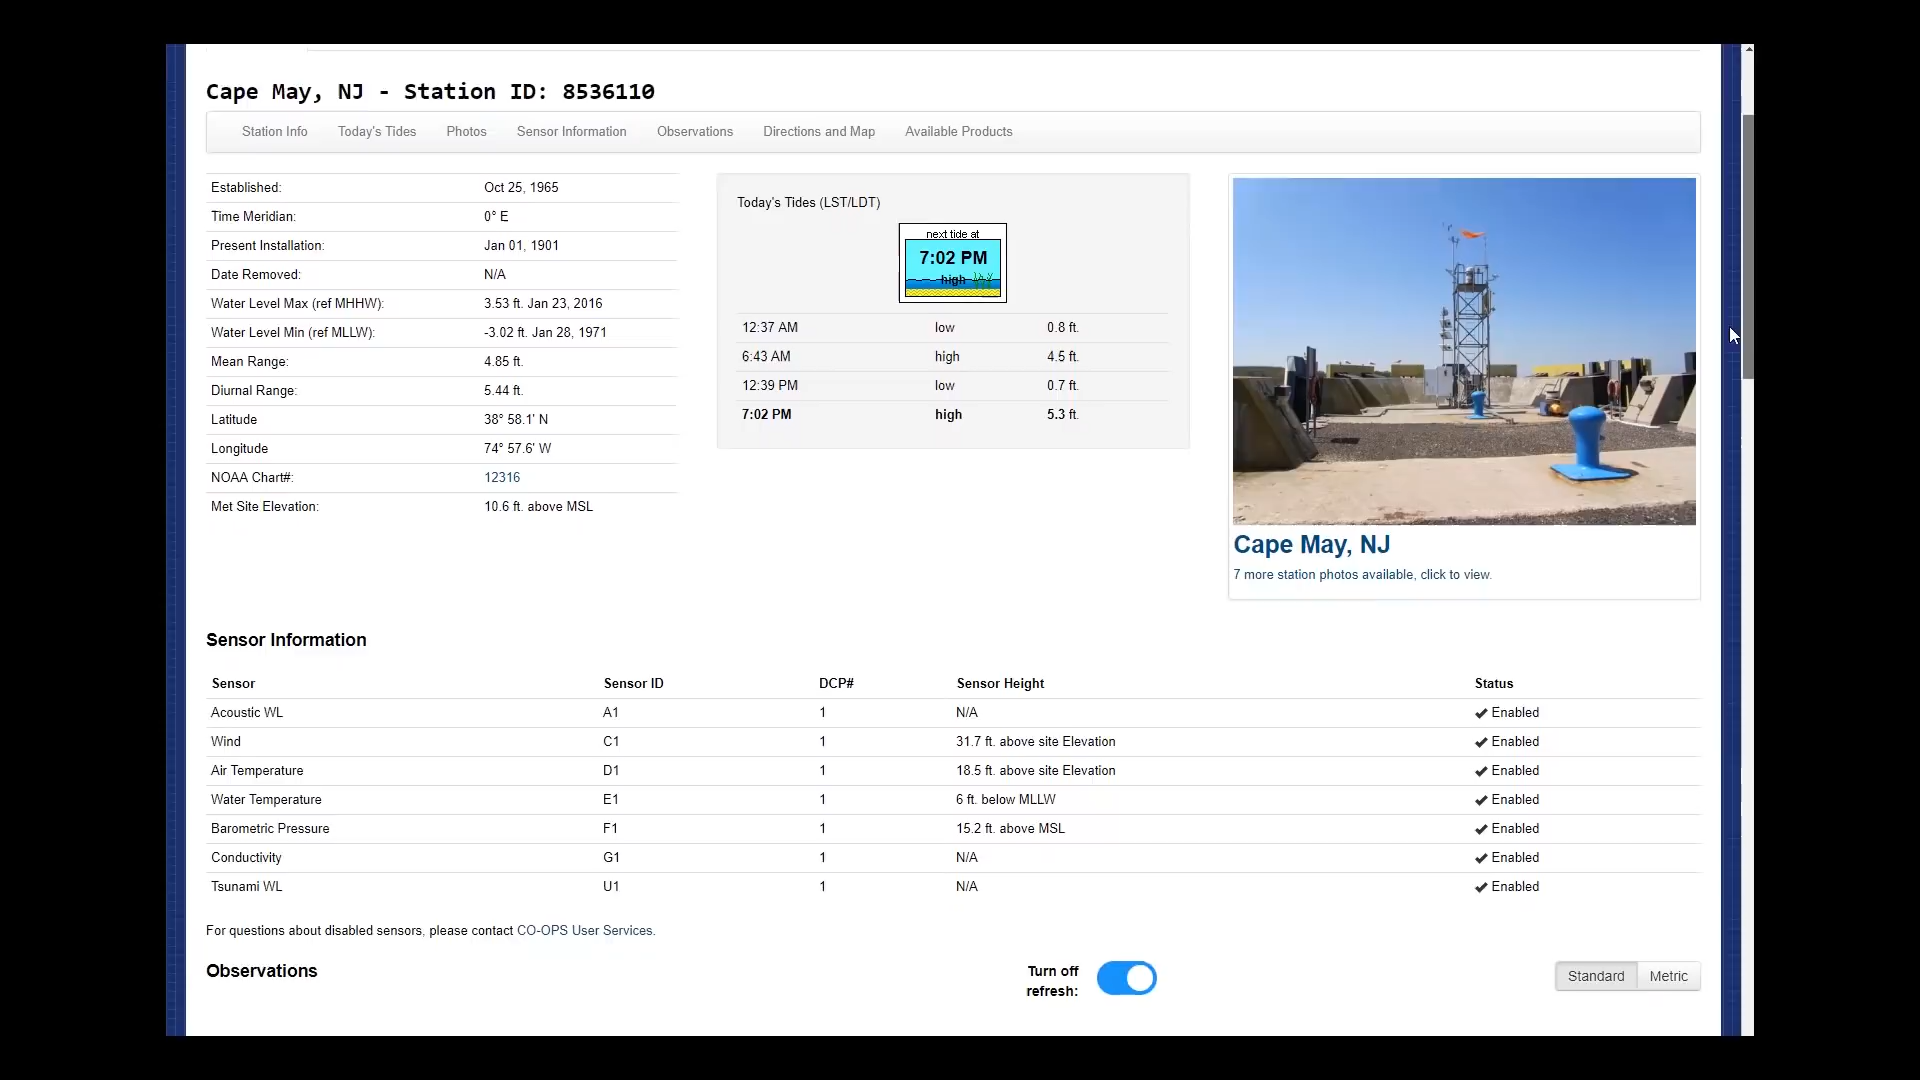 Cape May, NJ - Station ID: 8536110
Station Info Today's Tides Photos Sensor Information Observations Directions and Map Available Products
Established: Oct 25, 1965
Time Meridian: 0° E
Present Installation: Jan 01, 1901
Date Removed: N/A
Water Level Max (ref MHHW): 3.53 ft. Jan 23, 2016
Water Level Min (ref MLLW): -3.02 ft. Jan 28, 1971
Mean Range: 4.85 ft.
Diurnal Range: 5.44 ft.
Latitude 38° 58.1' N
Longitude 74° 57.6' W
NOAA Chart#: 12316
Met Site Elevation: 10.6 ft. above MSL
Today's Tides (LST/LDT)
next tide at
7:02 PM
high
12:37 AM low 0.8 ft.
6:43 AM high 4.5 ft.
12:39 PM low 0.7 ft.
7:02 PM high 5.3 ft.
Cape May, NJ
7 more station photos available, click to view.
Sensor Information
Sensor Sensor ID DCP# Sensor Height Status
Acoustic WL A1 1 N/A Enabled
Wind C1 1 31.7 ft. above site Elevation Enabled
Air Temperature D1 1 18.5 ft. above site Elevation Enabled
Water Temperature E1 1 6 ft. below MLLW Enabled
Barometric Pressure F1 1 15.2 ft. above MSL Enabled
Conductivity G1 1 N/A Enabled
Tsunami WL U1 1 N/A Enabled
For questions about disabled sensors, please contact CO-OPS User Services.
Observations
Turn off
refresh:
Standard Metric